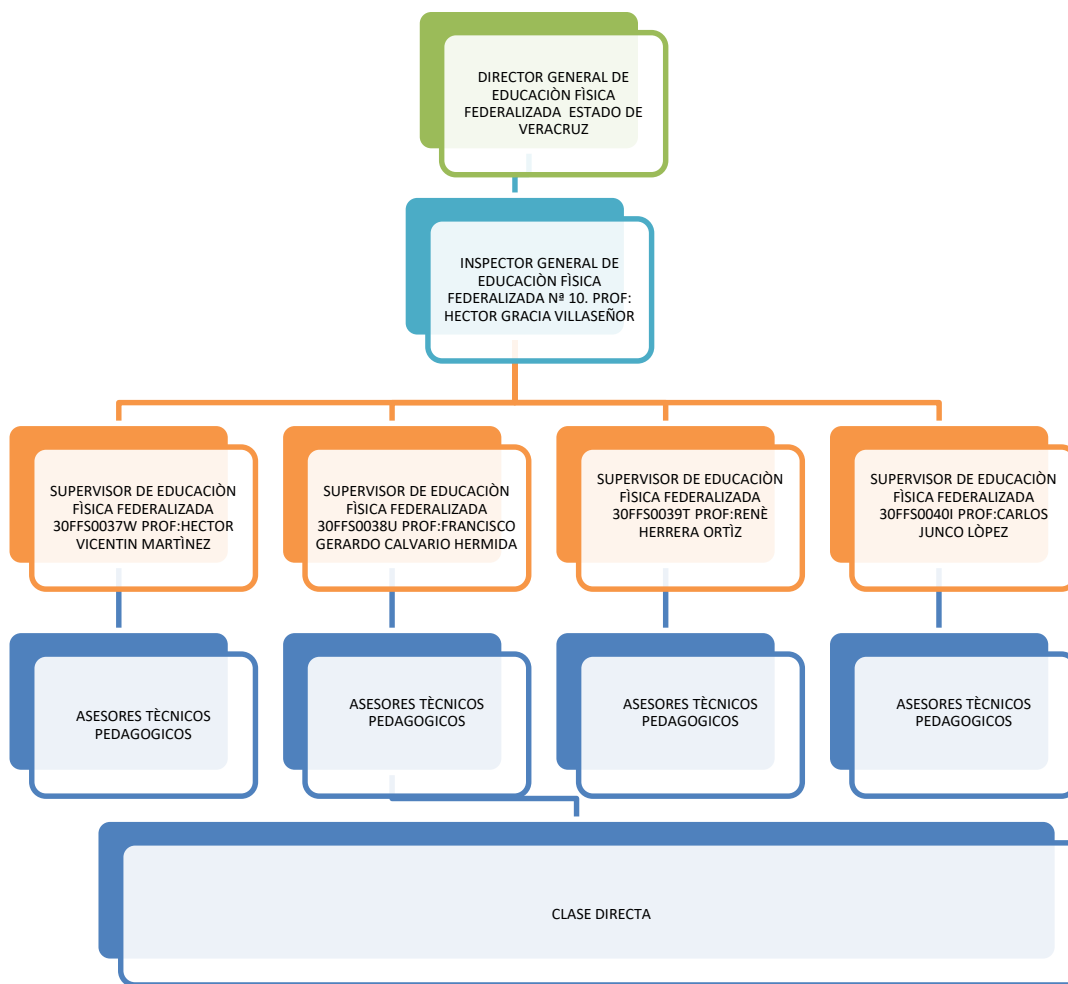 DIRECTOR GENERAL DE
EDUCACIÒN FÌSICA
FEDERALIZADA  ESTADO DE
VERACRUZ
INSPECTOR GENERAL DE
EDUCACIÒN FÌSICA
FEDERALIZADA Nª 10. PROF:
HECTOR GRACIA VILLASEÑOR
SUPERVISOR DE EDUCACIÒN
FÌSICA FEDERALIZADA
30FFS0037W PROF:HECTOR
VICENTIN MARTÌNEZ
SUPERVISOR DE EDUCACIÒN
FÌSICA FEDERALIZADA
30FFS0038U PROF:FRANCISCO
GERARDO CALVARIO HERMIDA
SUPERVISOR DE EDUCACIÒN
FÌSICA FEDERALIZADA
30FFS0039T PROF:RENÈ
HERRERA ORTÌZ
SUPERVISOR DE EDUCACIÒN
FÌSICA FEDERALIZADA
30FFS0040I PROF:CARLOS
JUNCO LÒPEZ
ASESORES TÈCNICOS
PEDAGOGICOS
ASESORES TÈCNICOS
PEDAGOGICOS
ASESORES TÈCNICOS
PEDAGOGICOS
ASESORES TÈCNICOS
PEDAGOGICOS
CLASE DIRECTA